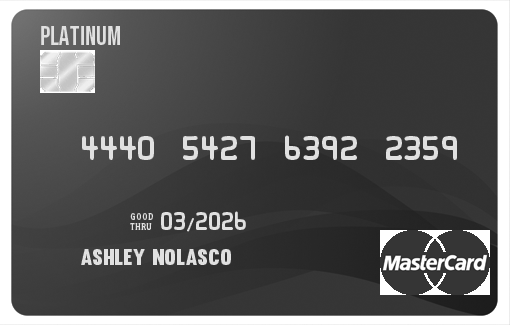 PLATINUM
4440 5427 6392 2359
GOOD
THRU 03/2026
ASHLEY NOLASCO
MasterCard